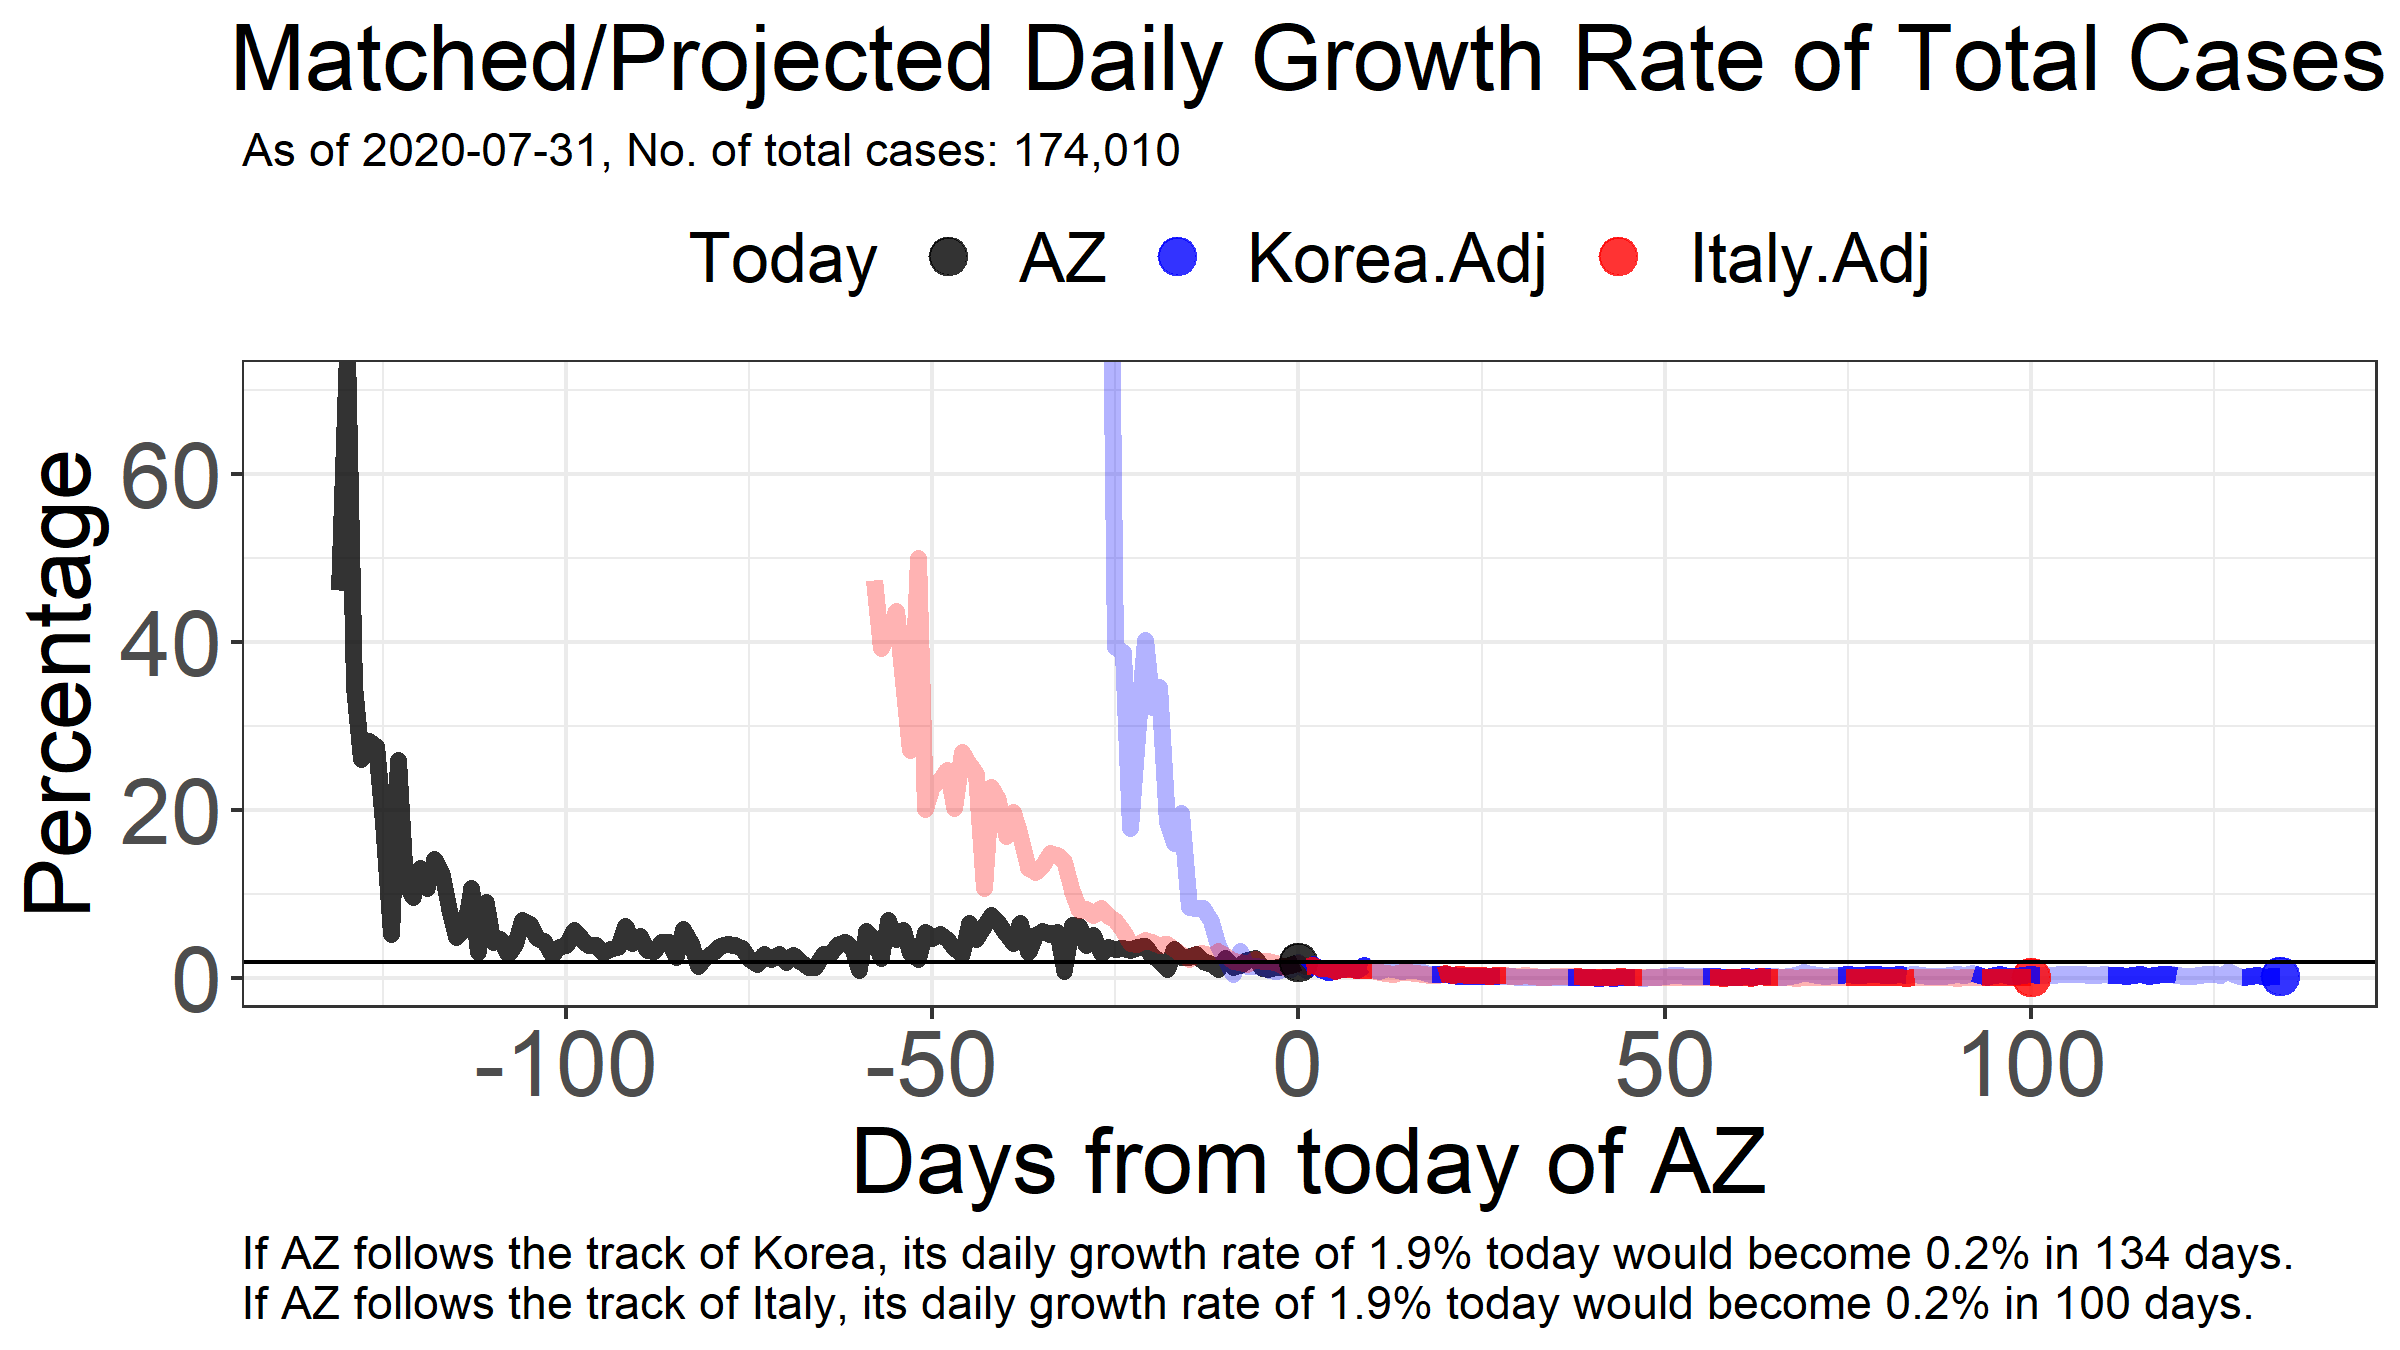 Matched/Projected Daily Growth Rate of Total Cases
As of 2020-07-31, No. of total cases: 174,010
Today AZ Korea.Adj Italy.Adj
Percentage
60
40
20
0
-100 -50 0 50 100
Days from today of AZ
If AZ follows the track of Korea, its daily growth rate of 1.9% today would become 0.2% in 134 days.
If AZ follows the track of Italy, its daily growth rate of 1.9% today would become 0.2% in 100 days.